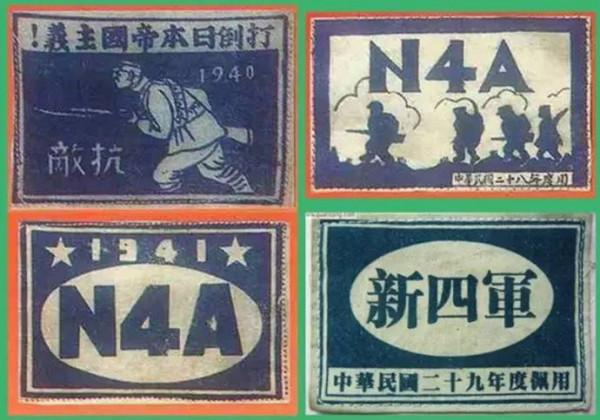 打倒日本帝國主義!
1940
抗敵
N4A
中華民國二十八年度用
1941
N4A
新四軍
中華民國二十九年度佩用